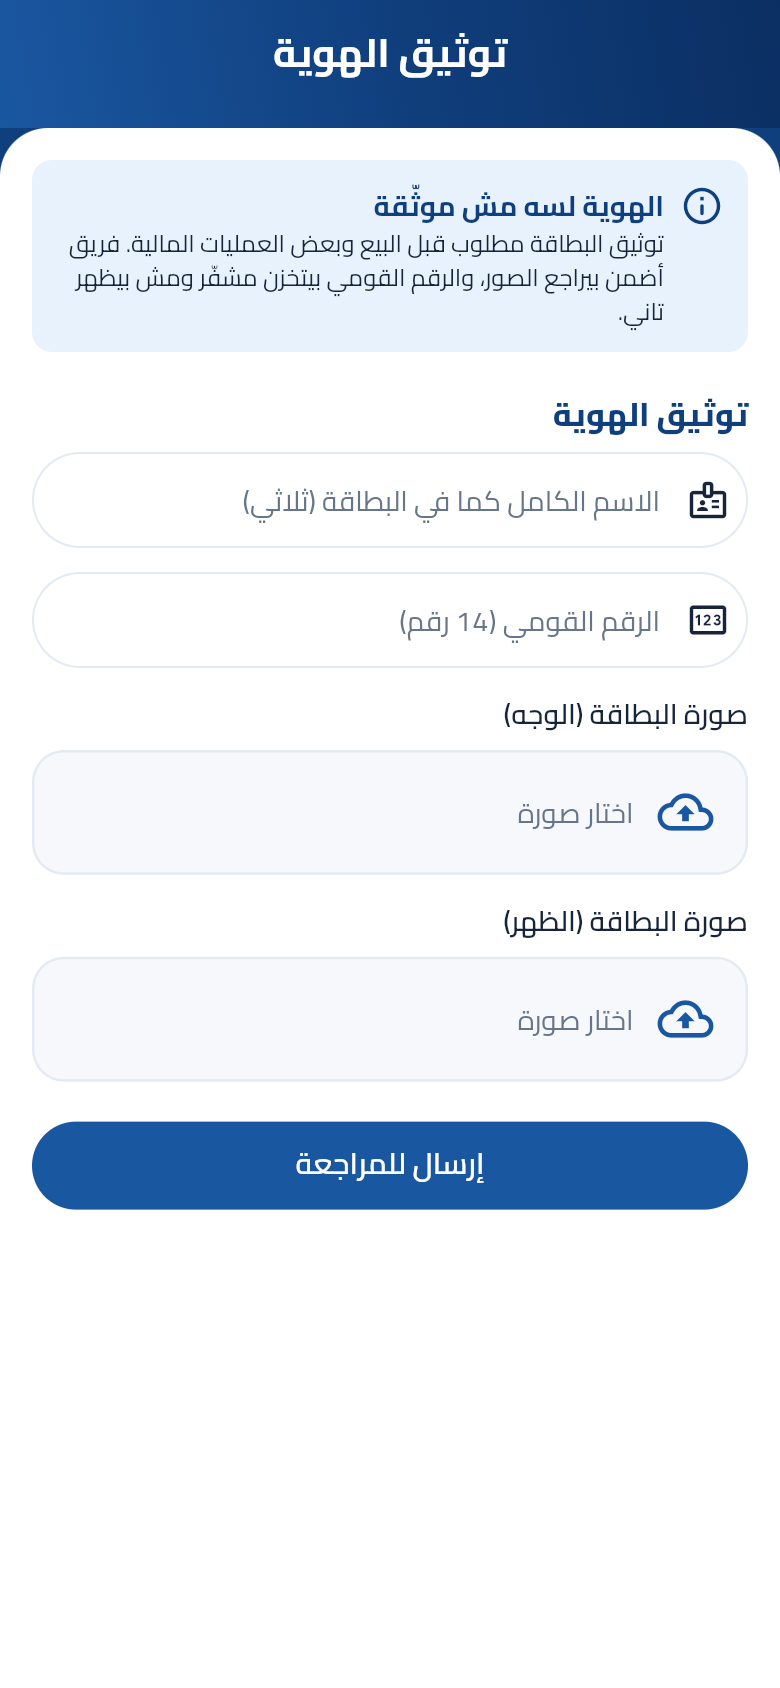 توثيق الهوية
الهوية لسه مش موثّقة
توثيق البطاقة مطلوب قبل البيع وبعض العمليات المالية. فريق
أضمن بيراجع الصور، والرقم القومي بيتخزن مشفّر ومش بيظهر
تاني.
توثيق الهوية
الاسم الكامل كما في البطاقة (ثلاثي)
123
الرقم القومي (14 رقم)
صورة البطاقة (الوجه)
اختار صورة
صورة البطاقة (الظهر)
اختار صورة
إرسال للمراجعة